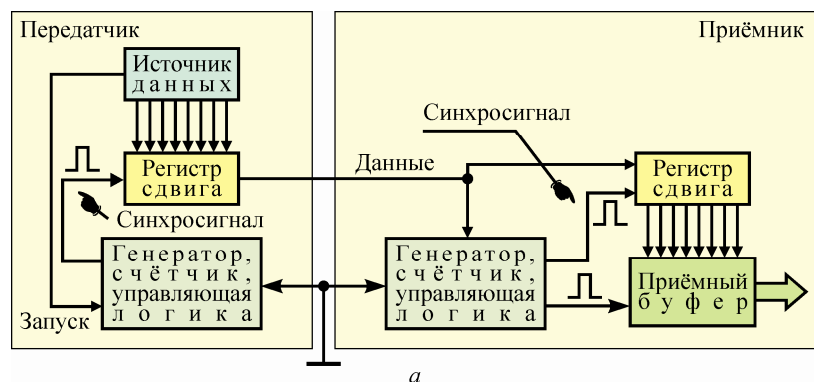 Передатчик
Приёмник
Источник
данных
Синхросигнал
Регистр
сдвига
Данные
Регистр
сдвига
Синхросигнал
Генератор,
счётчик,
управляющая
логика
Генератор,
счётчик,
управляющая
логика
Приёмный
буфер
Запуск
а